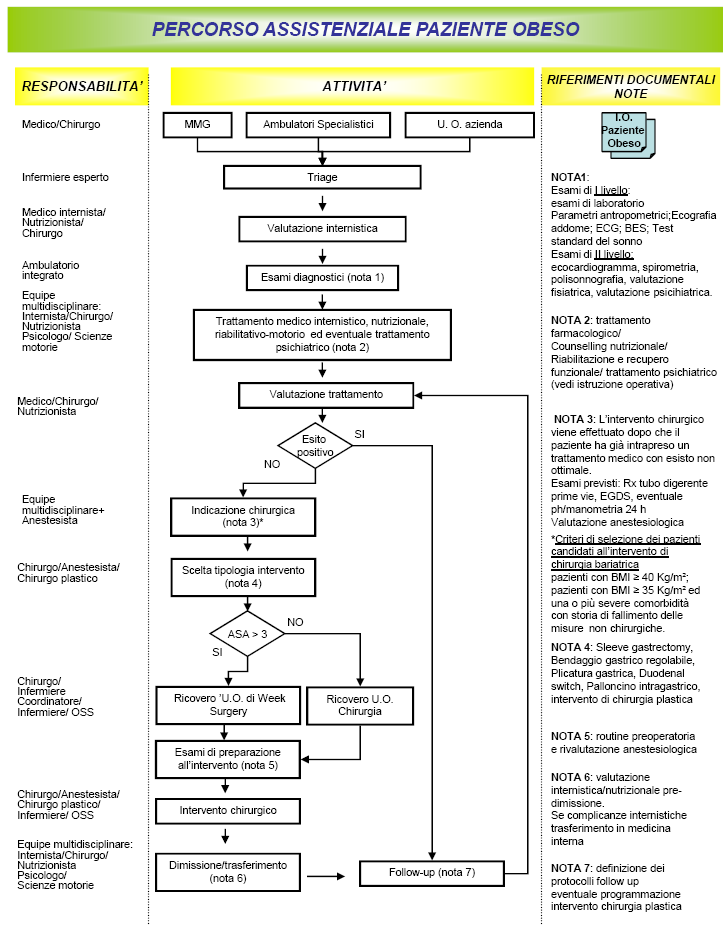 PERCORSO ASSISTENZIALE PAZIENTE OBESO
RESPONSABILITA'
ATTIVITA'
RIFERIMENTI DOCUMENTALI
NOTE
Medico/Chirurgo
MMG
Ambulatori Specialistici
U. O. azienda
I.O.
Paziente
Obeso
Infermiere esperto
Triage
Medico internista/
Nutrizionista/
Chirurgo
Valutazione internistica
Ambulatorio
integrato
Esami diagnostici (nota 1)
Equipe
multidisciplinare:
Internista/Chirurgo/
Nutrizionista
Psicologo/ Scienze
motorie
Trattamento medico internistico, nutrizionale,
riabilitativo-motorio ed eventuale trattamento
psichiatrico (nota 2)
Medico/Chirurgo/
Nutrizionista
Valutazione trattamento
Esito
positivo
SI
NO
Equipe
multidisciplinare+
Anestesista
Indicazione chirurgica
(nota 3)*
Chirurgo/Anestesista/
Chirurgo plastico
Scelta tipologia intervento
(nota 4)
ASA > 3
NO
SI
Chirurgo/
Infermiere
Coordinatore/
Infermiere/ OSS
Ricovero 'U.O. di Week
Surgery
Ricovero U.O.
Chirurgia
Esami di preparazione
all'intervento (nota 5)
Chirurgo/Anestesista/
Chirurgo plastico/
Infermiere/ OSS
Intervento chirurgico
Equipe multidisciplinare:
Internista/Chirurgo/
Nutrizionista
Psicologo/
Scienze motorie
Dimissione/trasferimento
(nota 6)
Follow-up (nota 7)
NOTA1:
Esami di I livello:
esami di laboratorio
Parametri antropometrici;Ecografia
addome; ECG; BES; Test
standard del sonno
Esami di II livello:
ecocardiogramma, spirometria,
polisonnografia, valutazione
fisiatrica, valutazione psicihiatrica.
NOTA 2: trattamento
farmacologico/
Counselling nutrizionale/
Riabilitazione e recupero
funzionale/ trattamento psichiatrico
(vedi istruzione operativa)
NOTA 3: L'intervento chirurgico
viene effettuato dopo che il
paziente ha già intrapreso un
trattamento medico con esisto non
ottimale.
Esami previsti: Rx tubo digerente
prime vie, EGDS, eventuale
ph/manometria 24 h
Valutazione anestesiologica
*Criteri di selezione dei pazienti
candidati all'intervento di
chirurgia bariatrica
pazienti con BMI ≥ 40 Kg/m²;
pazienti con BMI ≥ 35 Kg/m² ed
una o più severe comorbidità
con storia di fallimento delle
misure non chirurgiche.
NOTA 4: Sleeve gastrectomy,
Bendaggio gastrico regolabile,
Plicatura gastrica, Duodenal
switch, Palloncino intragastrico,
intervento di chirurgia plastica
NOTA 5: routine preoperatoria
e rivalutazione anestesiologica
NOTA 6: valutazione
internistica/nutrizionale pre-
dimissione.
Se complicanze internistiche
trasferimento in medicina
interna
NOTA 7: definizione dei
protocolli follow up
eventuale programmazione
intervento chirurgia plastica